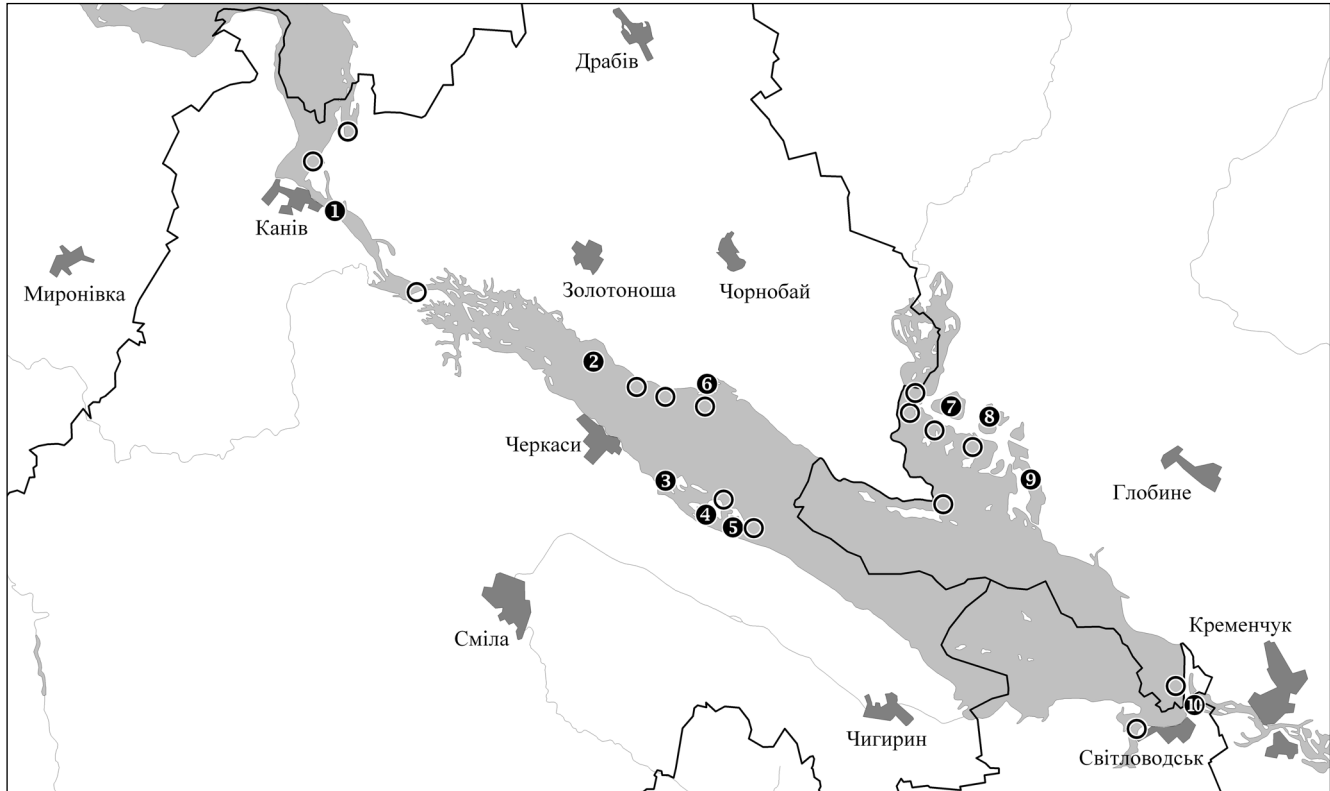 Драбів
Канів
1
Миронівка
Золотоноша
Чорнобай
2
6
7
8
Черкаси
3
9
Глобине
4
5
Сміла
Кременчук
Чигирин
10
Світловодськ